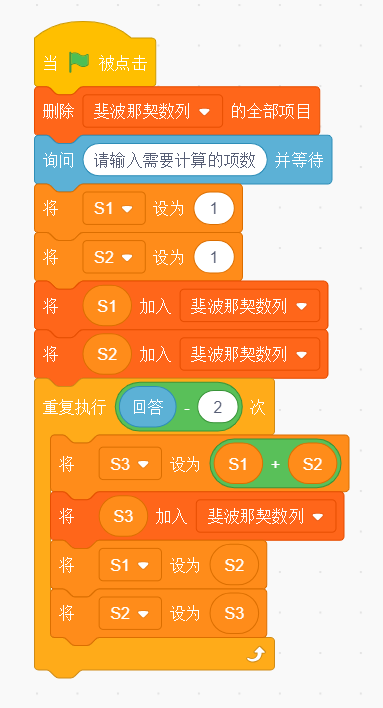 当 被点击
删除 斐波那契数列 的全部项目
询问 请输入需要计算的项数 并等待
将 S1 设为 1
将 S2 设为 1
将 S1 加入 斐波那契数列
将 S2 加入 斐波那契数列
重复执行 回答 - 2 次
将 S3 设为 S1 + S2
将 S3 加入 斐波那契数列
将 S1 设为 S2
将 S2 设为 S3